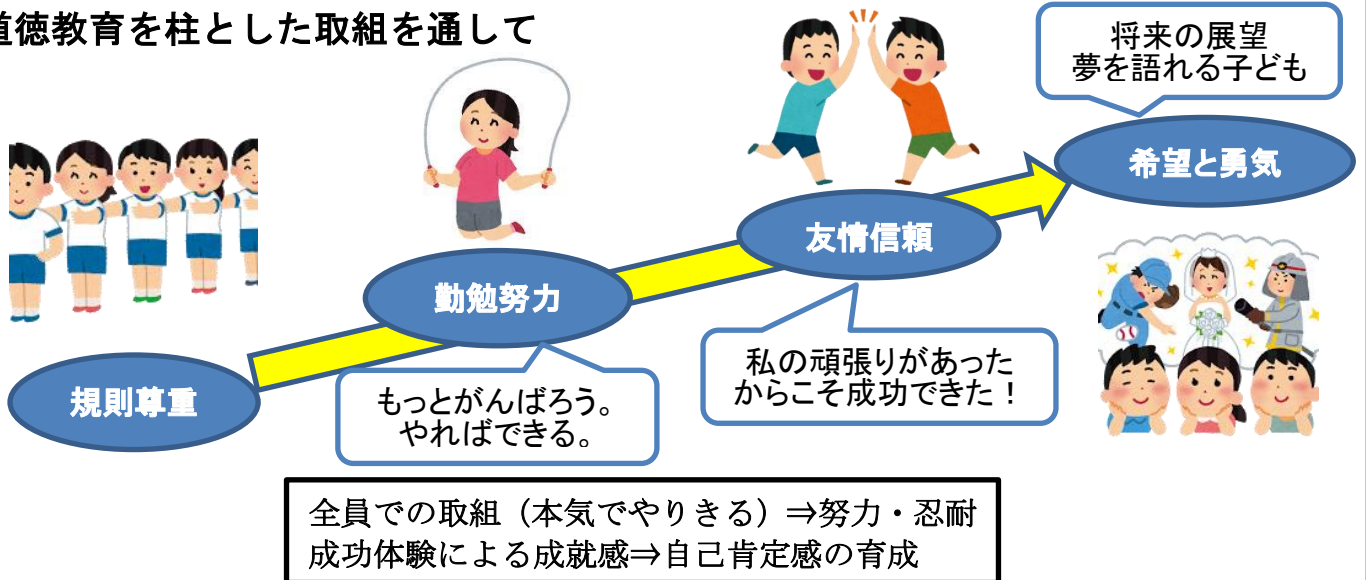 道徳教育を柱とした取組を通して
将来の展望
夢を語れる子ども
希望と勇気
友情信頼
勤勉努力
規則尊重
私の頑張りがあった
からこそ成功できた！
もっとがんばろう。
やればできる。
全員での取組（本気でやりきる）⇒努力・忍耐
成功体験による成就感⇒自己肯定感の育成